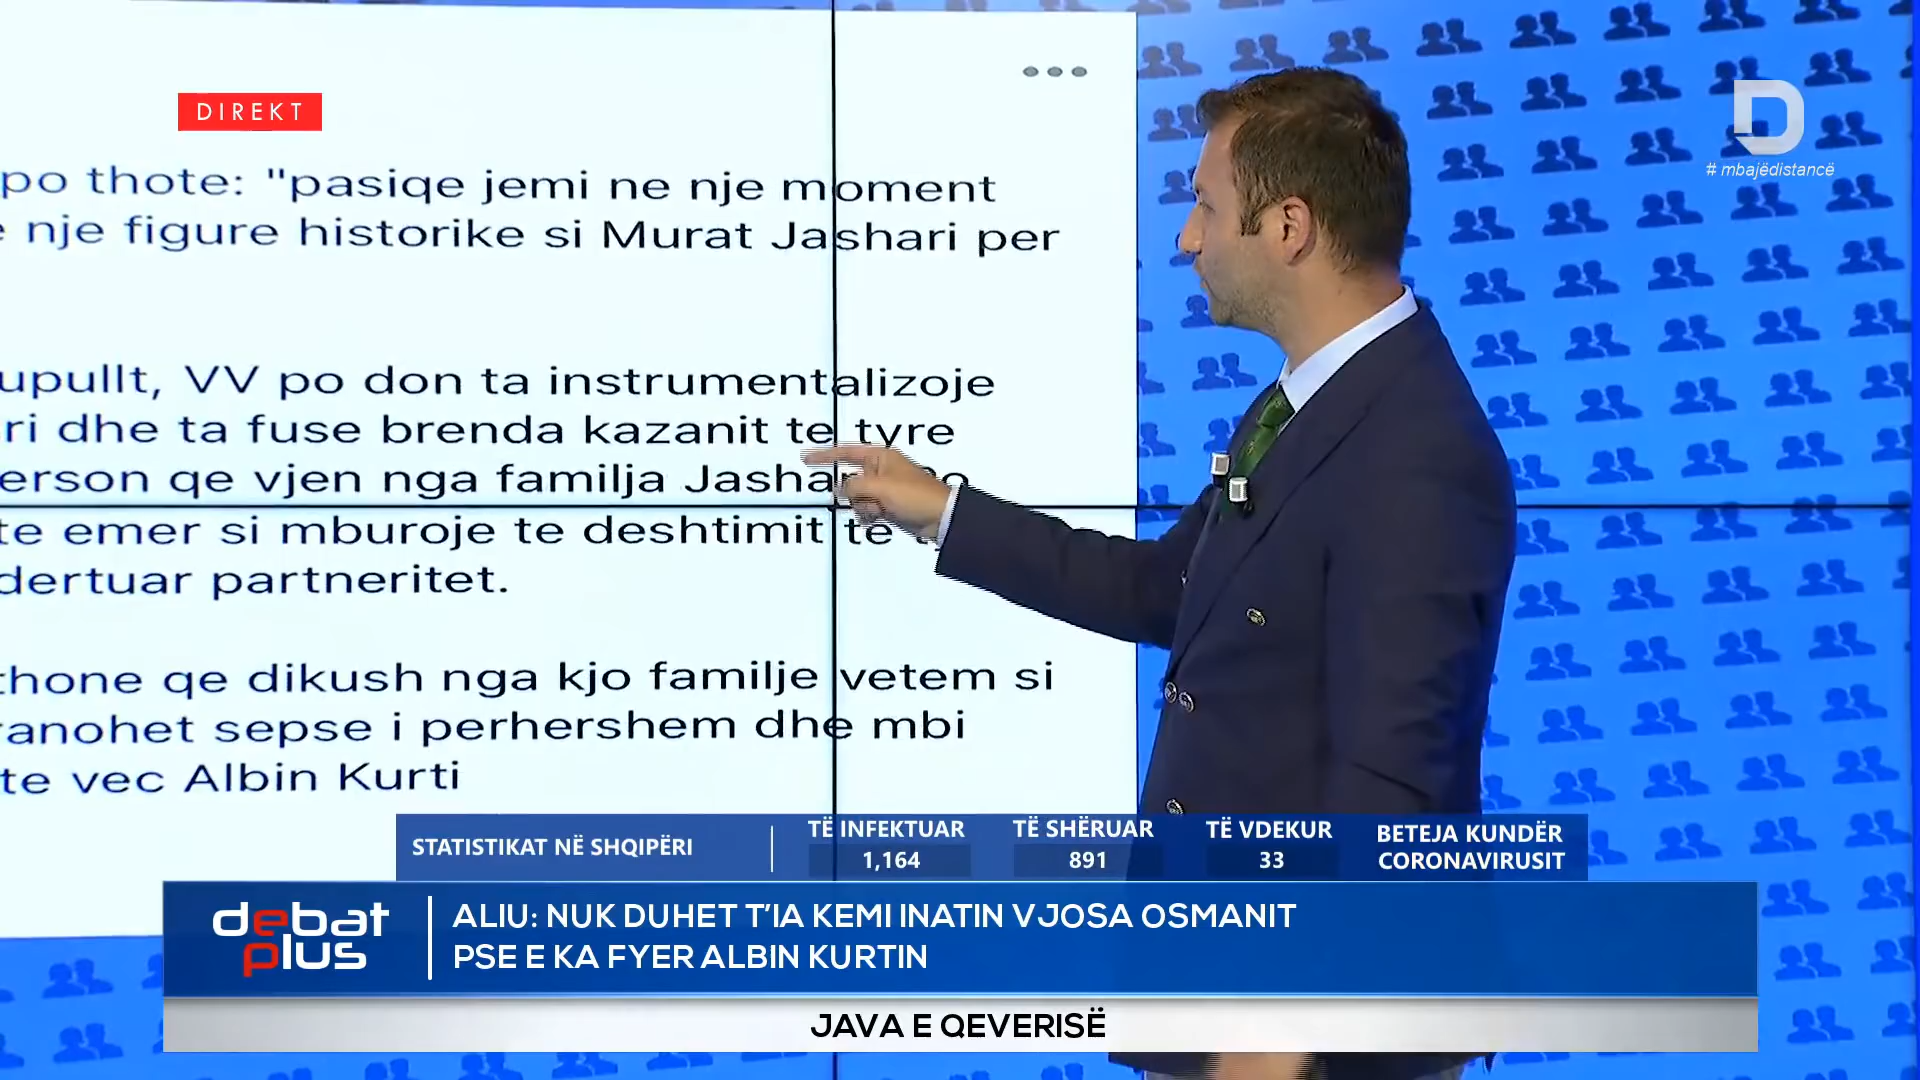 DIREKT
# mbajëdistancë
po thote: "pasiqe jemi ne nje moment
nje figure historike si Murat Jashari per
upullt, VV po don ta instrumentalizoje
ri dhe ta fuse brenda kazanit te tyre
erson qe vjen nga familja Jashari
te emer si mburoje te deshtimit te
dertuar partneritet.
thone qe dikush nga kjo familje vetem si
ranohet sepse i perhershem dhe mbi
te vec Albin Kurti
STATISTIKAT NË SHQIPËRI
TË INFEKTUAR
1,164
TË SHËRUAR
891
TË VDEKUR
33
BETEJA KUNDËR
CORONAVIRUSIT
debat
plus
ALIU: NUK DUHET T'IA KEMI INATIN VJOSA OSMANIT
PSE E KA FYER ALBIN KURTIN
JAVA E QEVERISË